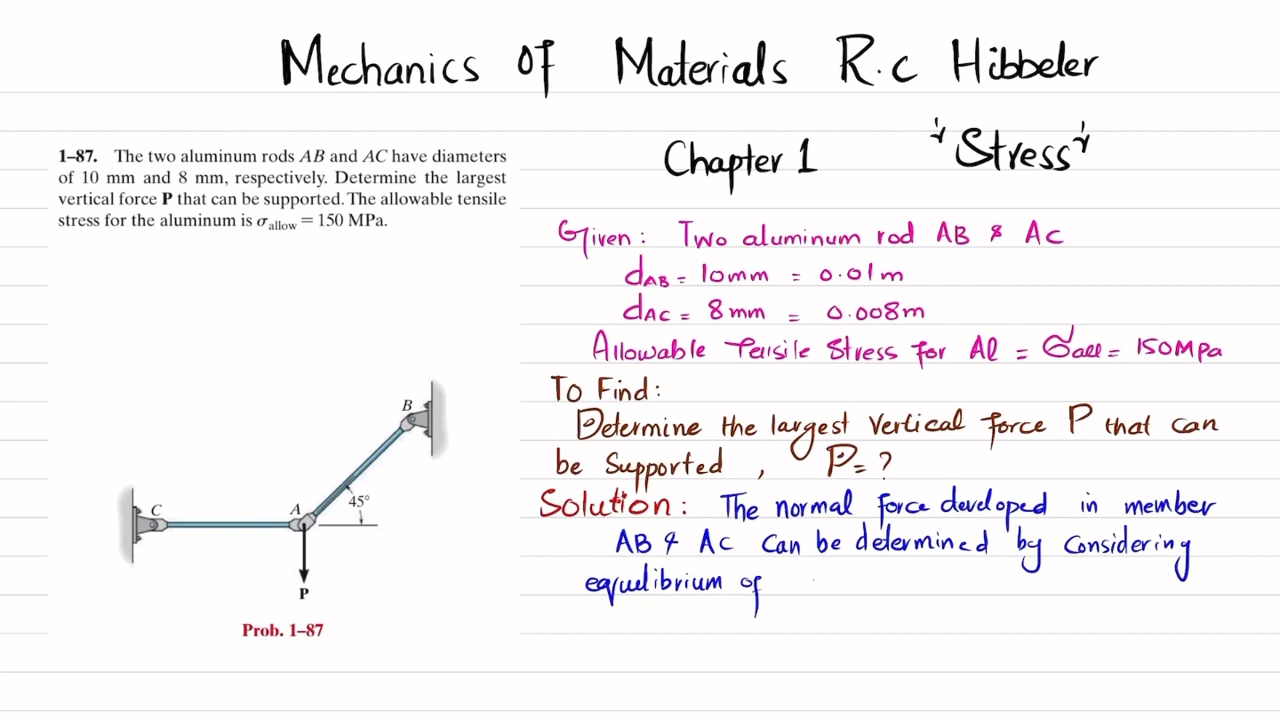 Mechanics of Materials R.C Hibbeler
Chapter 1 "Stress"
1–87. The two aluminum rods AB and AC have diameters
of 10 mm and 8 mm, respectively. Determine the largest
vertical force P that can be supported. The allowable tensile
stress for the aluminum is σallow = 150 MPa.
Given: Two aluminum rod AB & AC
dAB = 10mm = 0.01m
dAC = 8mm = 0.008m
Allowable Tensile Stress for Al = σall = 150MPa
To Find:
Determine the largest vertical force P that can
be Supported, P=?
Solution: The normal force developed in member
AB & AC can be determined by considering
equilibrium of
B
C
A
45°
P
Prob. 1–87